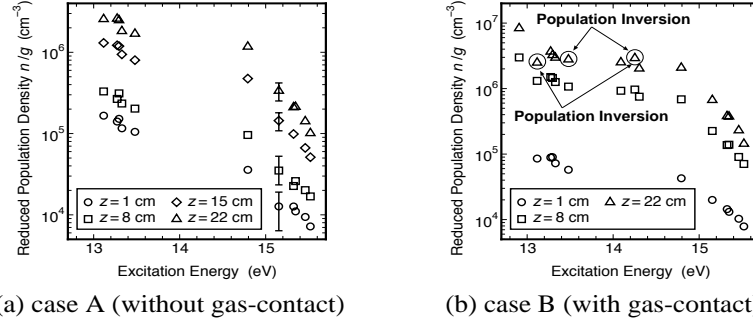 Reduced Population Density n/g (cm⁻³)
10⁶
10⁵
10⁴
z = 1 cm
z = 15 cm
z = 8 cm
z = 22 cm
13
14
15
Excitation Energy (eV)
(a) case A (without gas-contact)
Reduced Population Density n/g (cm⁻³)
10⁷
10⁶
10⁵
10⁴
Population Inversion
Population Inversion
z = 1 cm
z = 22 cm
z = 8 cm
13
14
15
Excitation Energy (eV)
(b) case B (with gas-contact